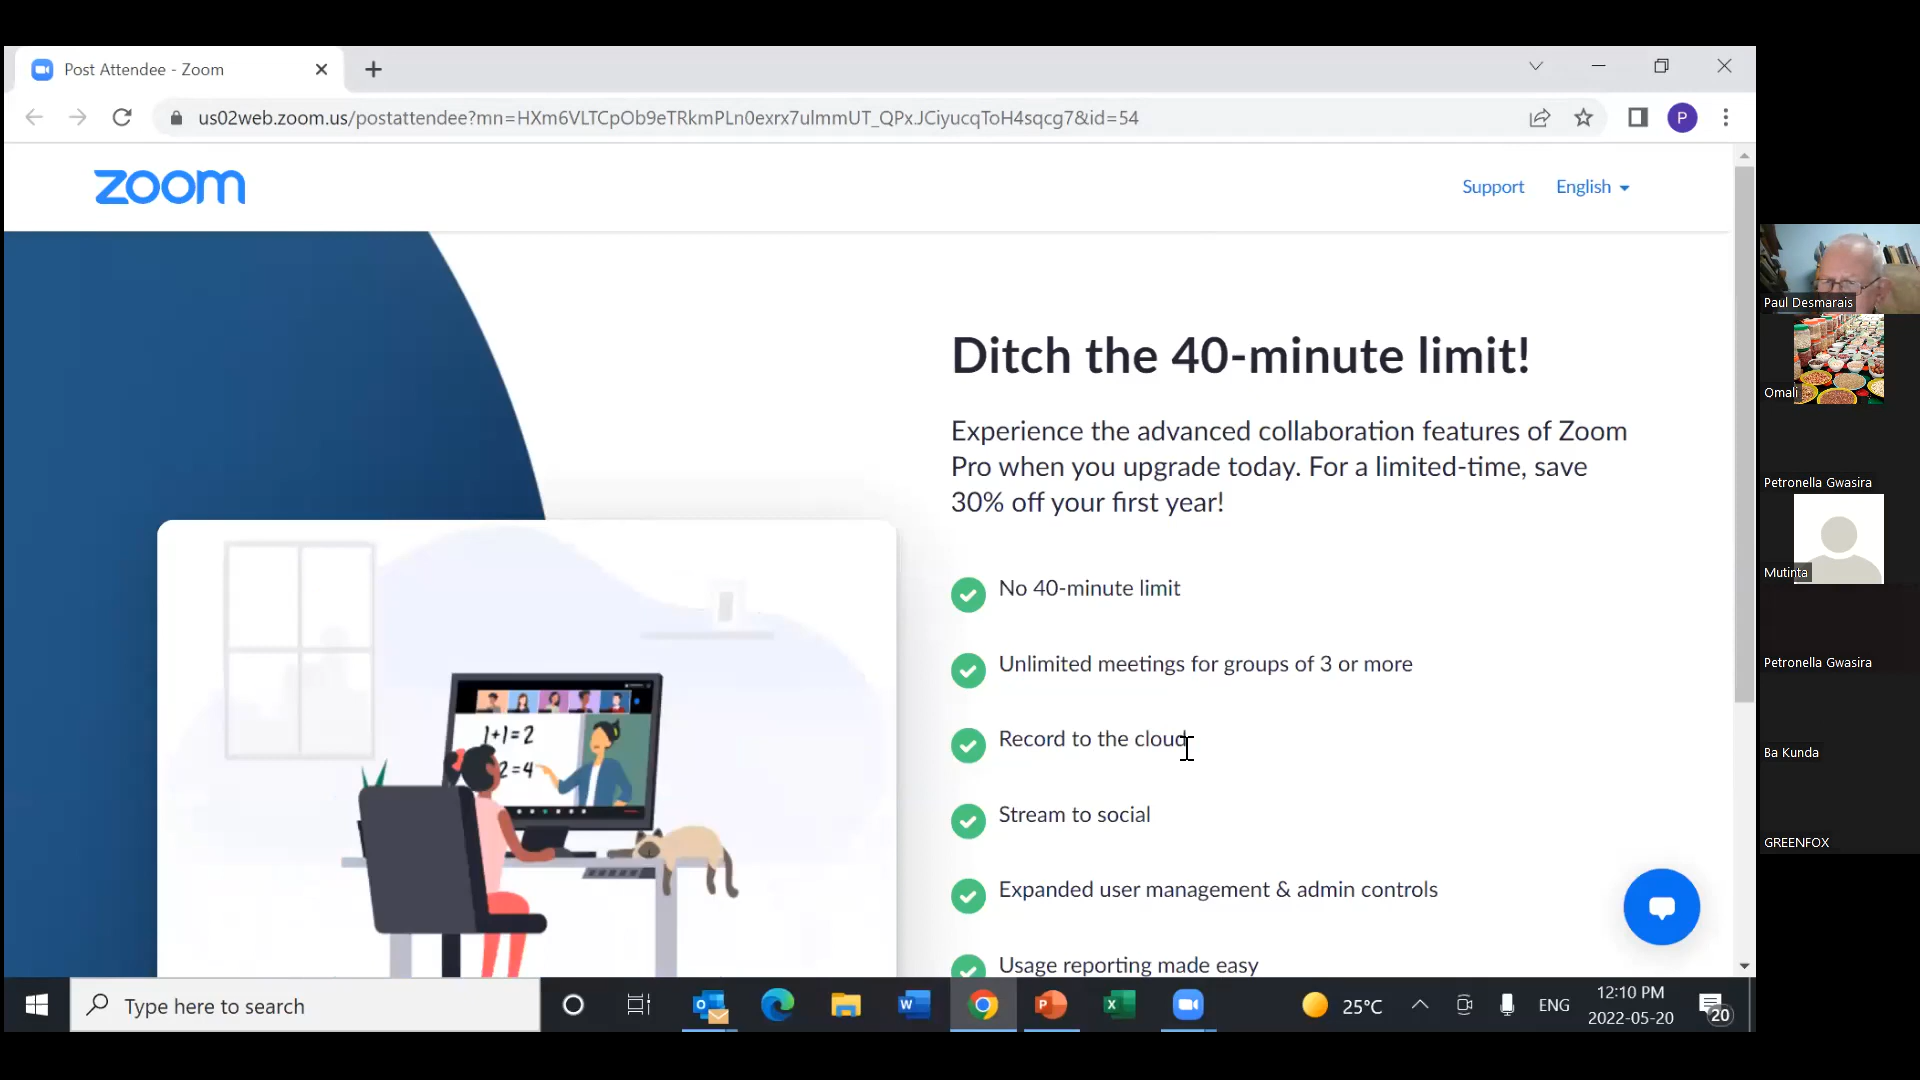 Post Attendee - Zoom
us02web.zoom.us/postattendee?mn=HXm6VLTCpOb9eTRkmPLn0exrx7ulmmUT_QPx.JCiyucqToH4sqcg7&id=54
P
zoom
Support
English
Ditch the 40-minute limit!
Experience the advanced collaboration features of Zoom
Pro when you upgrade today. For a limited-time, save
30% off your first year!
No 40-minute limit
Unlimited meetings for groups of 3 or more
Record to the cloud
Stream to social
Expanded user management & admin controls
Usage reporting made easy
1+1=2
2=4
Paul Desmarais
Omali
Petronella Gwasira
Mutinta
Petronella Gwasira
Ba Kunda
GREENFOX
Type here to search
25°C
ENG
12:10 PM
2022-05-20
20